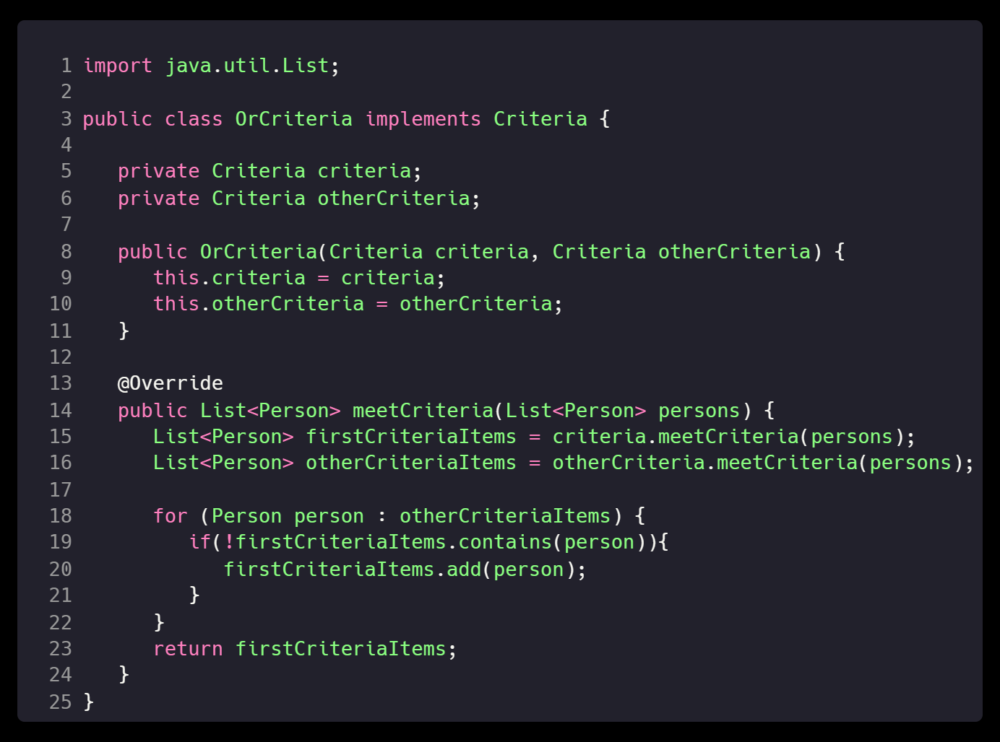 1 import java.util.List;
2
3 public class OrCriteria implements Criteria {
4
5    private Criteria criteria;
6    private Criteria otherCriteria;
7
8    public OrCriteria(Criteria criteria, Criteria otherCriteria) {
9       this.criteria = criteria;
10       this.otherCriteria = otherCriteria;
11    }
12
13    @Override
14    public List<Person> meetCriteria(List<Person> persons) {
15       List<Person> firstCriteriaItems = criteria.meetCriteria(persons);
16       List<Person> otherCriteriaItems = otherCriteria.meetCriteria(persons);
17
18       for (Person person : otherCriteriaItems) {
19          if(!firstCriteriaItems.contains(person)){
20             firstCriteriaItems.add(person);
21          }
22       }
23       return firstCriteriaItems;
24    }
25 }